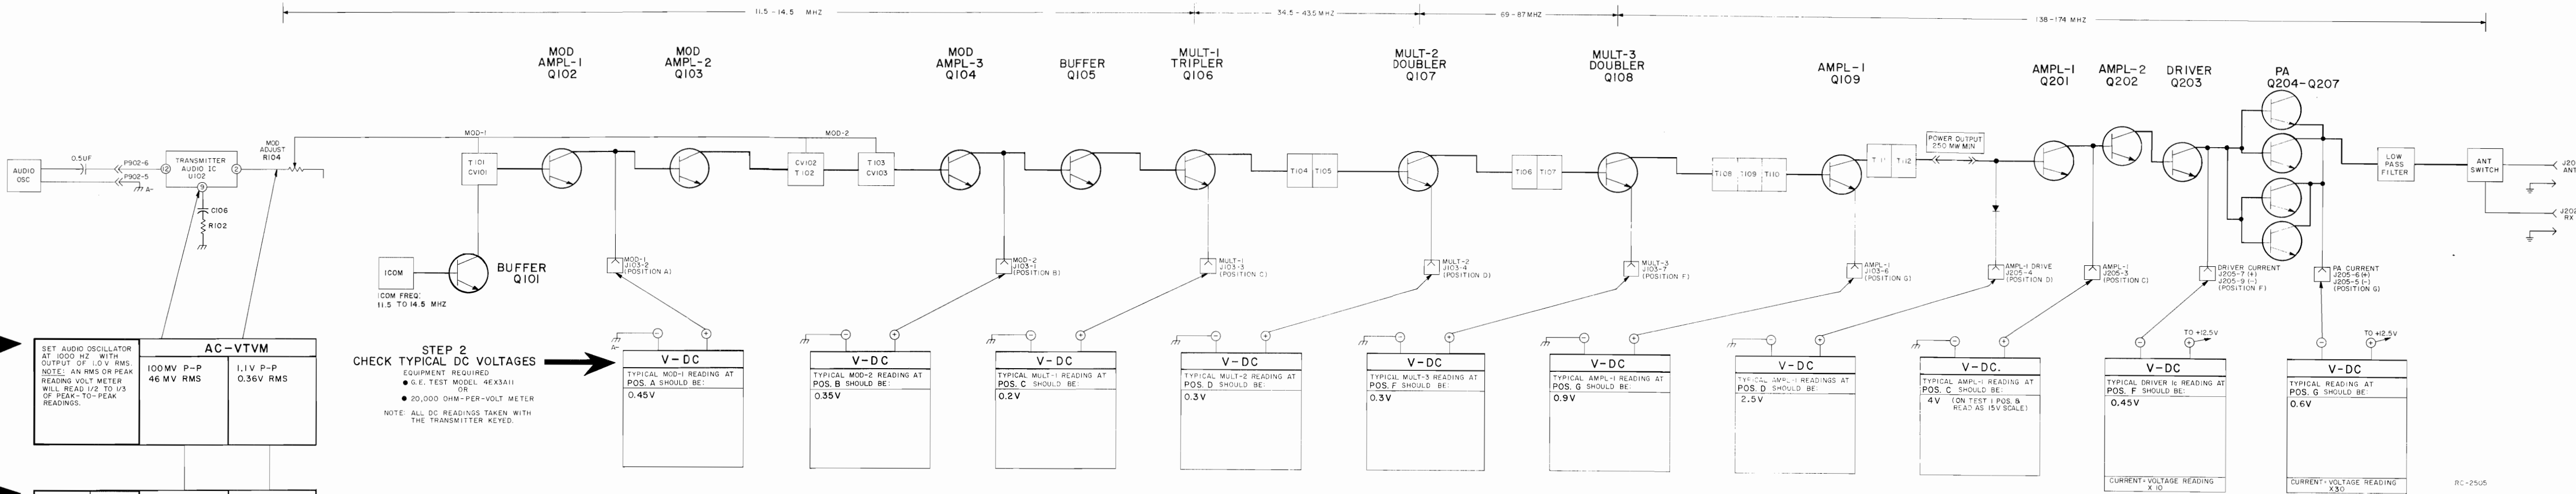 11.5 - 14.5 MHZ
34.5 - 43.5 MHZ
69 - 87 MHZ
138 - 174 MHZ
MOD
AMPL-1
Q102
MOD
AMPL-2
Q103
MOD
AMPL-3
Q104
BUFFER
Q105
MULT-1
TRIPLER
Q106
MULT-2
DOUBLER
Q107
MULT-3
DOUBLER
Q108
AMPL-1
Q109
AMPL-1
Q201
AMPL-2
Q202
DRIVER
Q203
PA
Q204-Q207
AUDIO
OSC
0.5UF
P902-6
P902-5
A-
12
TRANSMITTER
AUDIO IC
U102
2
9
MOD
ADJUST
R104
C106
R102
MOD-1
MOD-2
T101
CV101
CV102
T102
T103
CV103
T104
T105
T106
T107
T108
T109
T110
T111
T112
POWER OUTPUT
250 MW MIN
LOW
PASS
FILTER
ANT
SWITCH
J20
ANT
J202
RX
ICOM
ICOM FREQ:
11.5 TO 14.5 MHZ
BUFFER
Q101
MOD-1
J103-2
(POSITION A)
MOD-2
J103-1
(POSITION B)
MULT-1
J103-3
(POSITION C)
MULT-2
J103-4
(POSITION D)
MULT-3
J103-7
(POSITION F)
AMPL-1
J103-6
(POSITION G)
AMPL-1 DRIVE
J205-4
(POSITION D)
AMPL-1
J205-3
(POSITION C)
DRIVER CURRENT
J205-7 (+)
J205-9 (-)
(POSITION F)
PA CURRENT
J205-6 (+)
J205-5 (-)
(POSITION G)
SET AUDIO OSCILLATOR
AT 1000 HZ WITH
OUTPUT OF 1.0 V RMS.
NOTE: AN RMS OR PEAK
READING VOLT METER
WILL READ 1/2 TO 1/3
OF PEAK-TO-PEAK
READINGS.
AC-VTVM
100MV P-P
46 MV RMS
1.1V P-P
0.36V RMS
STEP 2
CHECK TYPICAL DC VOLTAGES
EQUIPMENT REQUIRED
● G.E. TEST MODEL 4EX3A11
OR
● 20,000 OHM-PER-VOLT METER
NOTE: ALL DC READINGS TAKEN WITH
THE TRANSMITTER KEYED.
A-
V-DC
TYPICAL MOD-1 READING AT
POS. A SHOULD BE:
0.45V
V-DC
TYPICAL MOD-2 READING AT
POS. B SHOULD BE:
0.35V
V-DC
TYPICAL MULT-1 READING AT
POS. C SHOULD BE:
0.2V
V-DC
TYPICAL MULT-2 READING AT
POS. D SHOULD BE:
0.3V
V-DC
TYPICAL MULT-3 READING AT
POS. F SHOULD BE:
0.3V
V-DC
TYPICAL AMPL-1 READING AT
POS. G SHOULD BE:
0.9V
V-DC
TYPICAL AMPL-1 READINGS AT
POS. D SHOULD BE:
2.5V
A-
V-DC.
TYPICAL AMPL-1 READING AT
POS. C SHOULD BE:
4V (ON TEST 1 POS. B
READ AS 15V SCALE)
TO +12.5V
V-DC
TYPICAL DRIVER Ic READING AT
POS. F SHOULD BE:
0.45V
CURRENT=VOLTAGE READING
X 10
TO +12.5V
V-DC
TYPICAL READING AT
POS. G SHOULD BE:
0.6V
CURRENT=VOLTAGE READING
X30
RC-2505